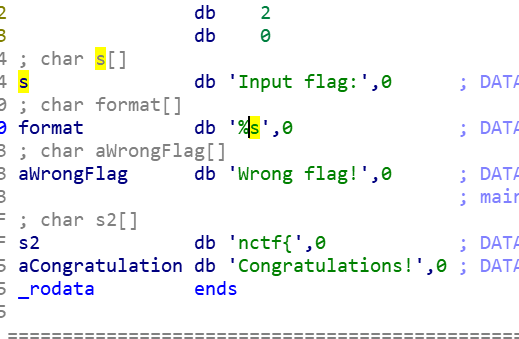 2 db 2
3 db 0
4 ; char s[]
4 s db 'Input flag:',0 ; DATA
0 ; char format[]
0 format db '%s',0 ; DATA
3 ; char aWrongFlag[]
3 aWrongFlag db 'Wrong flag!',0 ; DATA
3 ; main
F ; char s2[]
F s2 db 'nctf{',0 ; DATA
5 aCongratulation db 'Congratulations!',0 ; DATA
5 _rodata ends
5